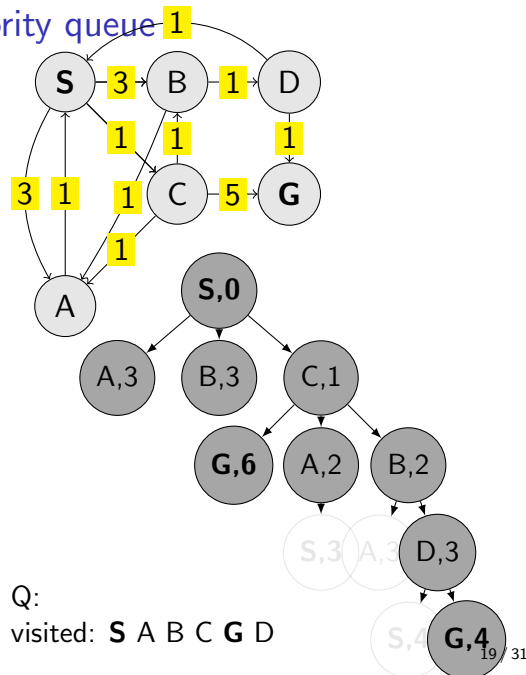 ority queue
1
S 3 B 1 D
1 1 1
3 1 1 C 5 G
1
A
S,0
A,3 B,3 C,1
G,6 A,2 B,2
S,3 A,3 D,3
Q:
visited: S A B C G D
S,4 G,4
19 / 31